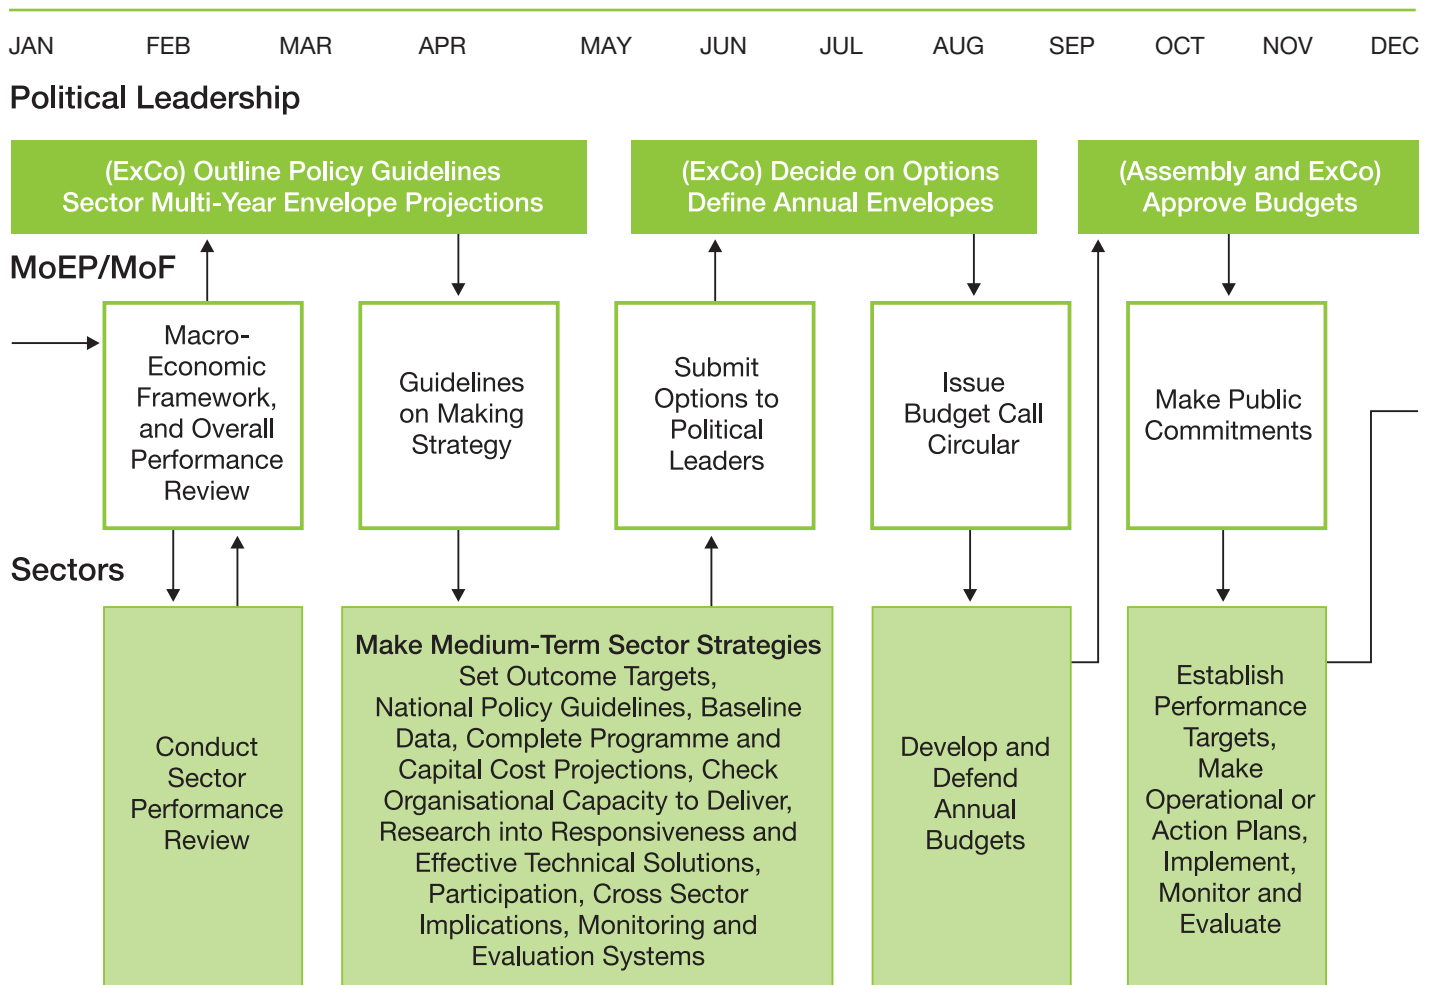 JAN FEB MAR APR MAY JUN JUL AUG SEP OCT NOV DEC
Political Leadership
(ExCo) Outline Policy Guidelines
Sector Multi-Year Envelope Projections
(ExCo) Decide on Options
Define Annual Envelopes
(Assembly and ExCo)
Approve Budgets
MoEP/MoF
Macro-
Economic
Framework,
and Overall
Performance
Review
Guidelines
on Making
Strategy
Submit
Options to
Political
Leaders
Issue
Budget Call
Circular
Make Public
Commitments
Sectors
Conduct
Sector
Performance
Review
Make Medium-Term Sector Strategies
Set Outcome Targets,
National Policy Guidelines, Baseline
Data, Complete Programme and
Capital Cost Projections, Check
Organisational Capacity to Deliver,
Research into Responsiveness and
Effective Technical Solutions,
Participation, Cross Sector
Implications, Monitoring and
Evaluation Systems
Develop and
Defend
Annual
Budgets
Establish
Performance
Targets,
Make
Operational or
Action Plans,
Implement,
Monitor and
Evaluate